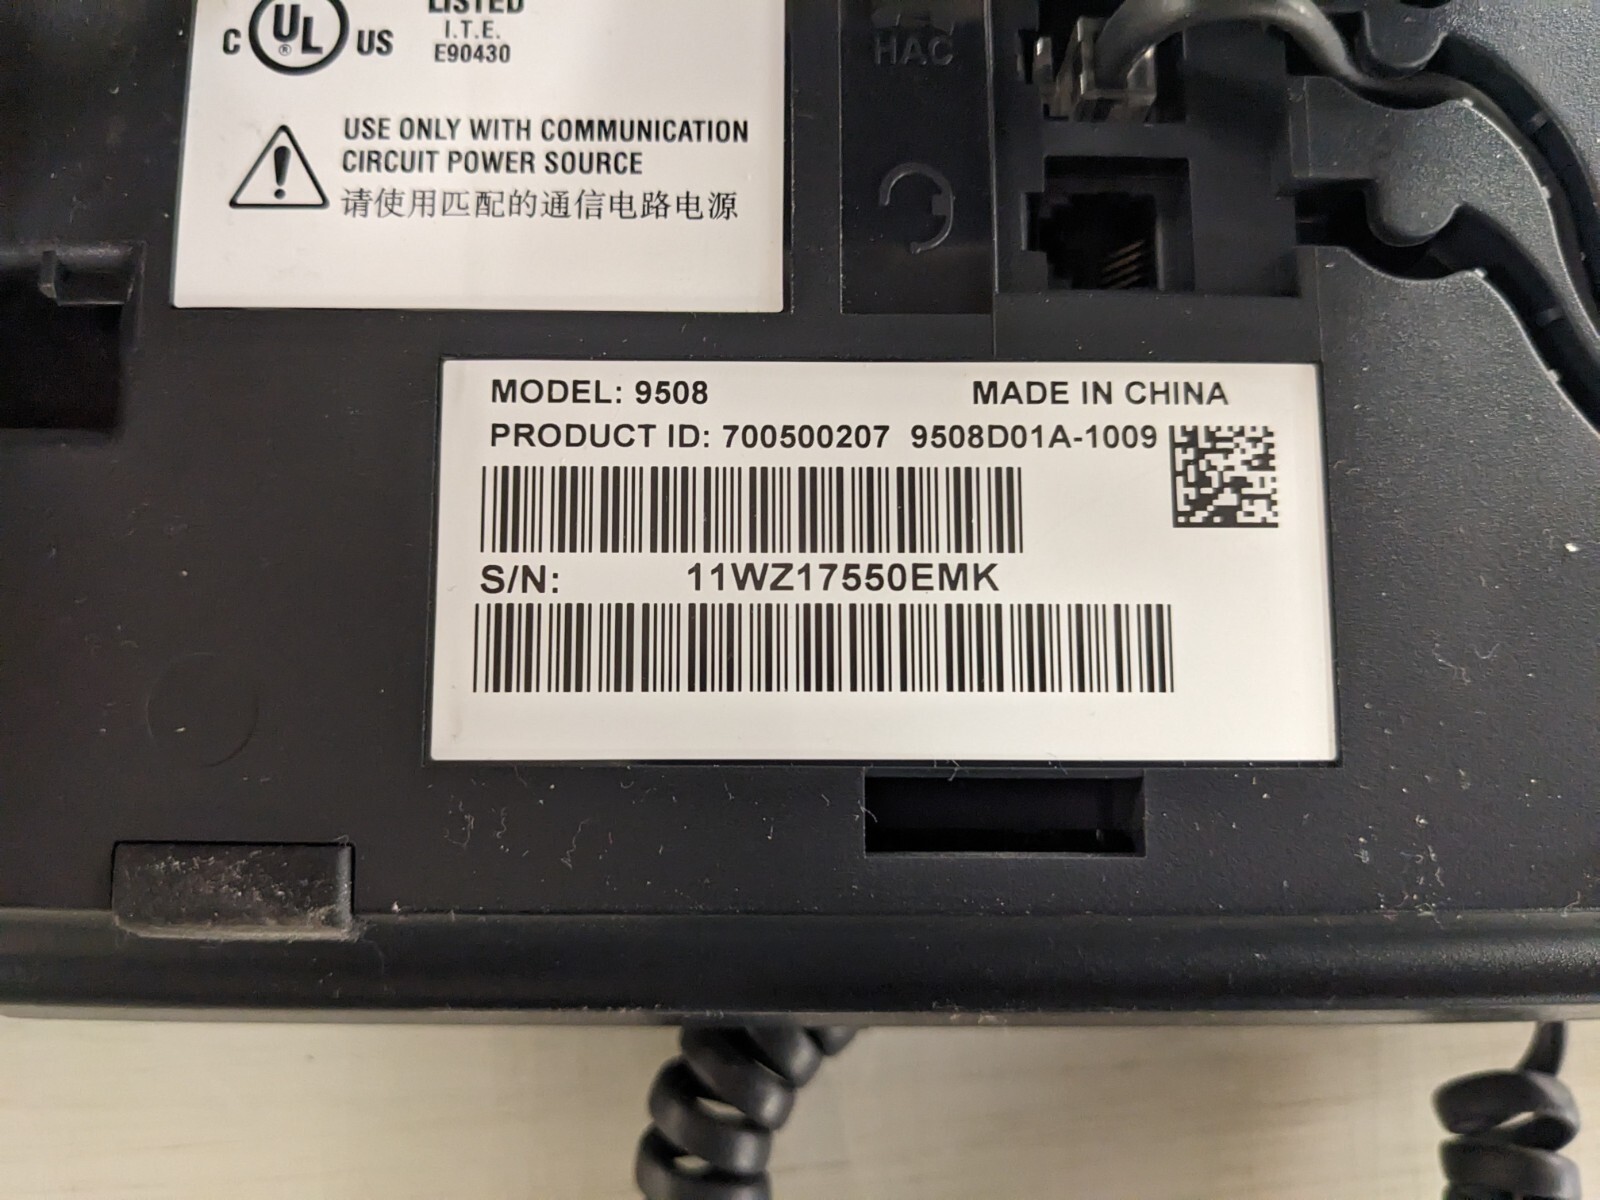 LISTED
C UL ® US
I.T.E.
E90430
HAC
USE ONLY WITH COMMUNICATION
CIRCUIT POWER SOURCE
请使用匹配的通信电路电源
MODEL: 9508 MADE IN CHINA
PRODUCT ID: 700500207 9508D01A-1009
S/N: 11WZ17550EMK